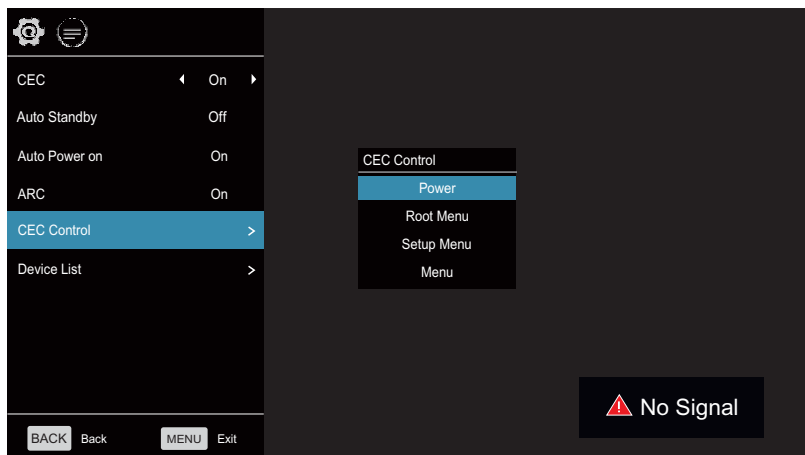 CEC On
Auto Standby Off
Auto Power on On
ARC On
CEC Control >
Device List >
BACK Back MENU Exit
CEC Control
Power
Root Menu
Setup Menu
Menu
No Signal